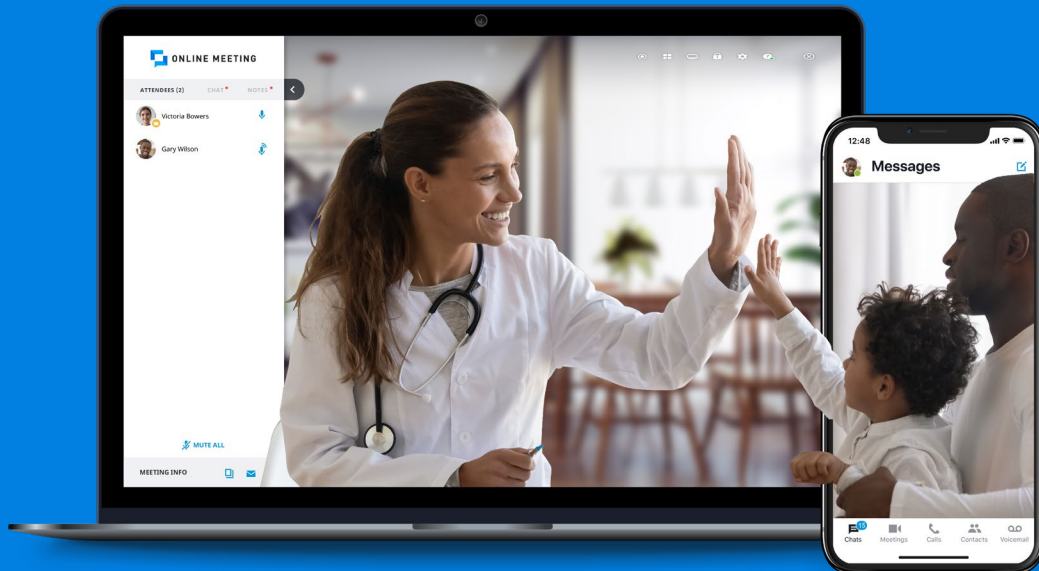 ONLINE MEETING
ATTENDEES (2) CHAT NOTES
Victoria Bowers
Gary Wilson
MUTE ALL
MEETING INFO
12:48
Messages
15
Chats Meetings Calls Contacts Voicemail